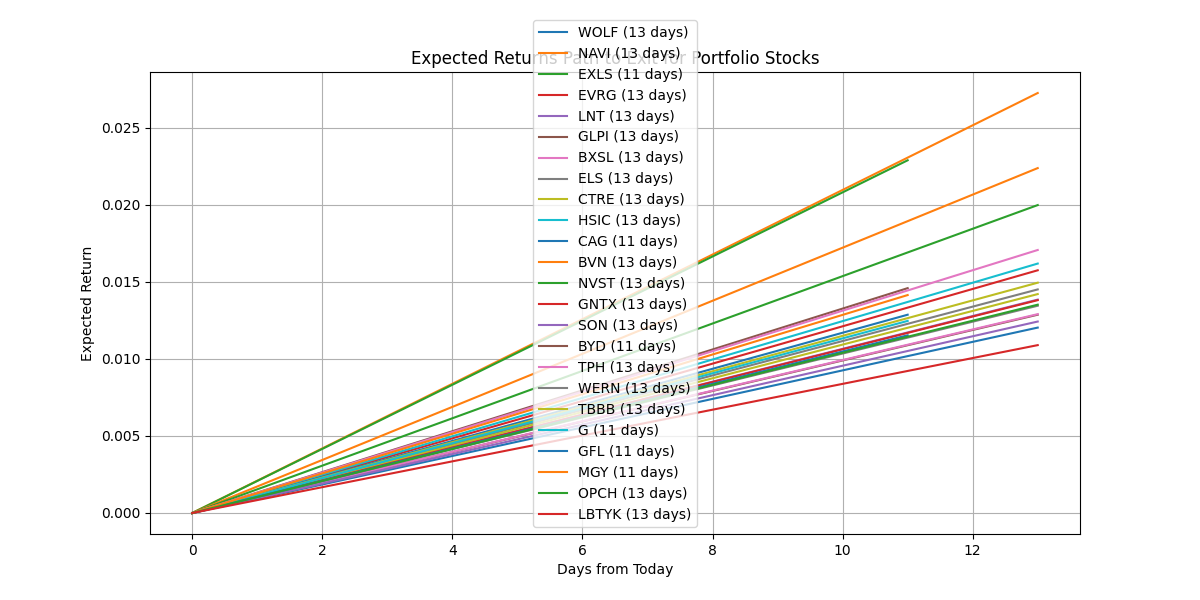 Expected Returns Path to Exit for Portfolio Stocks
WOLF (13 days)
NAVI (13 days)
EXLS (11 days)
EVRG (13 days)
LNT (13 days)
GLPI (13 days)
BXSL (13 days)
ELS (13 days)
CTRE (13 days)
HSIC (13 days)
CAG (11 days)
BVN (13 days)
NVST (13 days)
GNTX (13 days)
SON (13 days)
BYD (11 days)
TPH (13 days)
WERN (13 days)
TBBB (13 days)
G (11 days)
GFL (11 days)
MGY (11 days)
OPCH (13 days)
LBTYK (13 days)
Expected Return
0.025
0.020
0.015
0.010
0.005
0.000
0 2 4 6 8 10 12
Days from Today